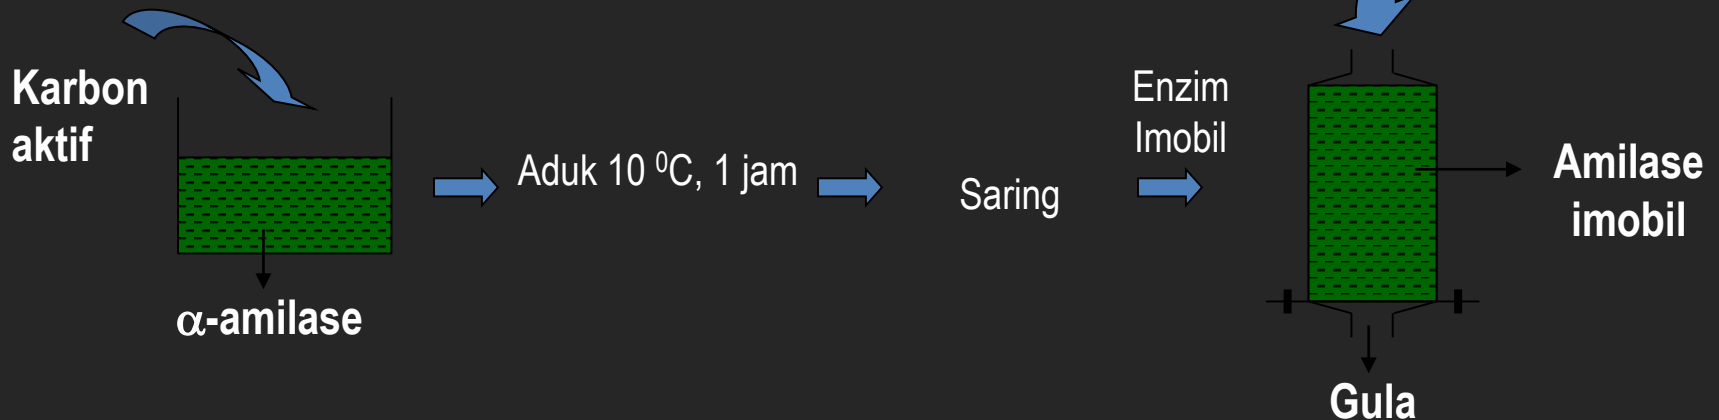 Karbon
aktif
α-amilase
Aduk 10 ⁰C, 1 jam
Saring
Enzim
Imobil
Amilase
imobil
Gula